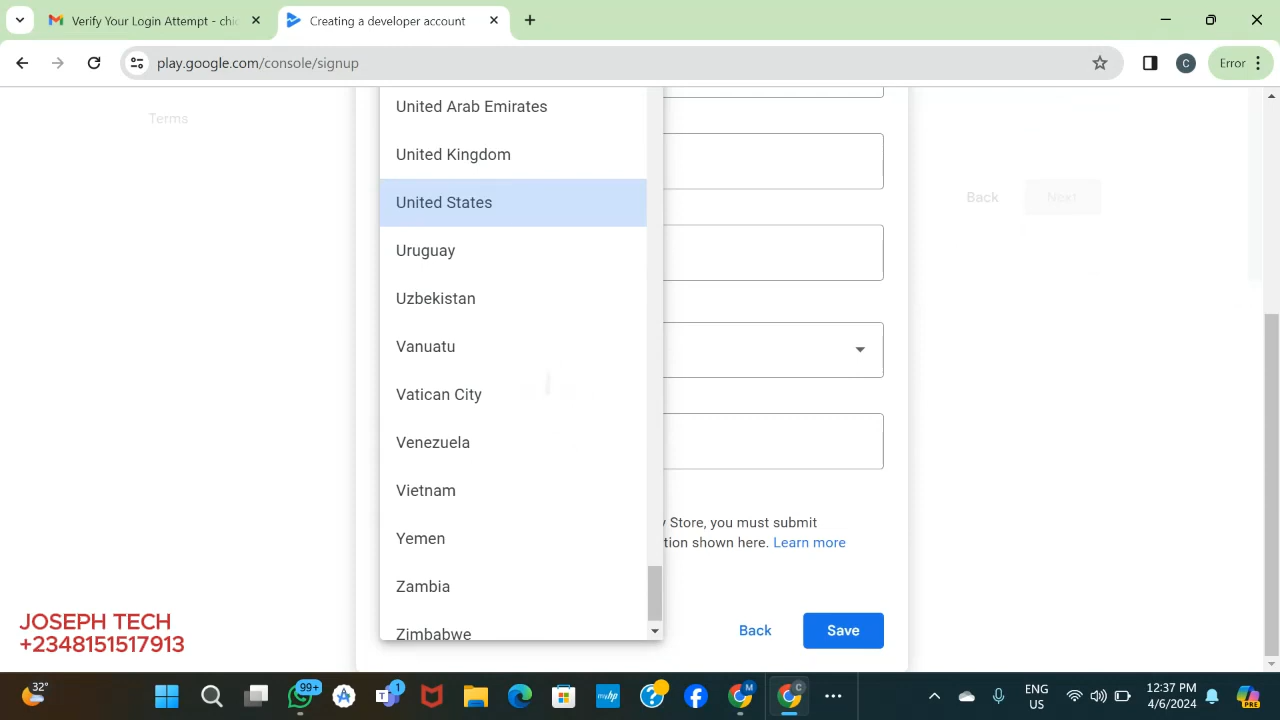 Verify Your Login Attempt - chi
Creating a developer account
play.google.com/console/signup
C
Error
Terms
United Arab Emirates
United Kingdom
United States
Uruguay
Uzbekistan
Vanuatu
Vatican City
Venezuela
Vietnam
Yemen
Zambia
Zimbabwe
Back
Next
y Store, you must submit
tion shown here. Learn more
Back
Save
JOSEPH TECH
+2348151517913
32°
99+
1
M
C
ENG
US
12:37 PM
4/6/2024
PRE